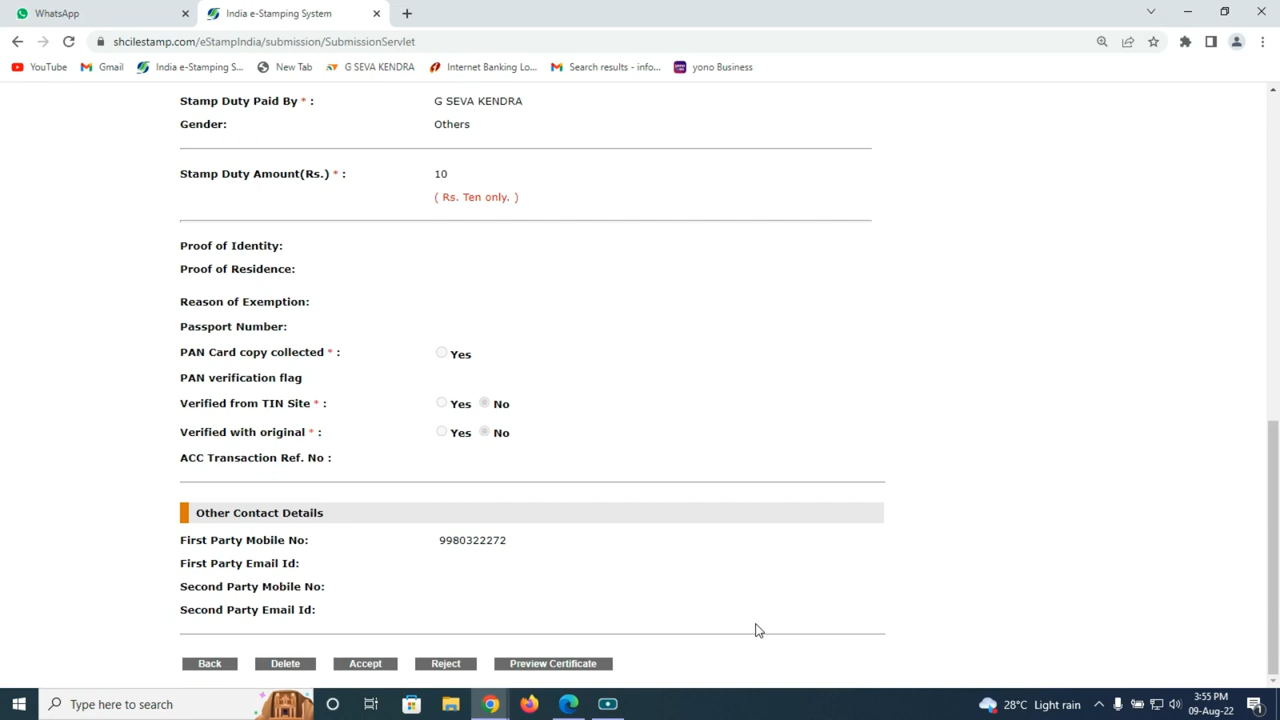 WhatsApp
India e-Stamping System
shcilestamp.com/eStampIndia/submission/SubmissionServlet
YouTube
Gmail
India e-Stamping S...
New Tab
G SEVA KENDRA
Internet Banking Lo...
Search results - info...
yono Business
Stamp Duty Paid By * : G SEVA KENDRA
Gender: Others
Stamp Duty Amount(Rs.) * : 10
( Rs. Ten only. )
Proof of Identity:
Proof of Residence:
Reason of Exemption:
Passport Number:
PAN Card copy collected * : Yes
PAN verification flag
Verified from TIN Site * : Yes No
Verified with original * : Yes No
ACC Transaction Ref. No :
Other Contact Details
First Party Mobile No: 9980322272
First Party Email Id:
Second Party Mobile No:
Second Party Email Id:
Back Delete Accept Reject Preview Certificate
Type here to search
28°C Light rain
3:55 PM
09-Aug-22
1